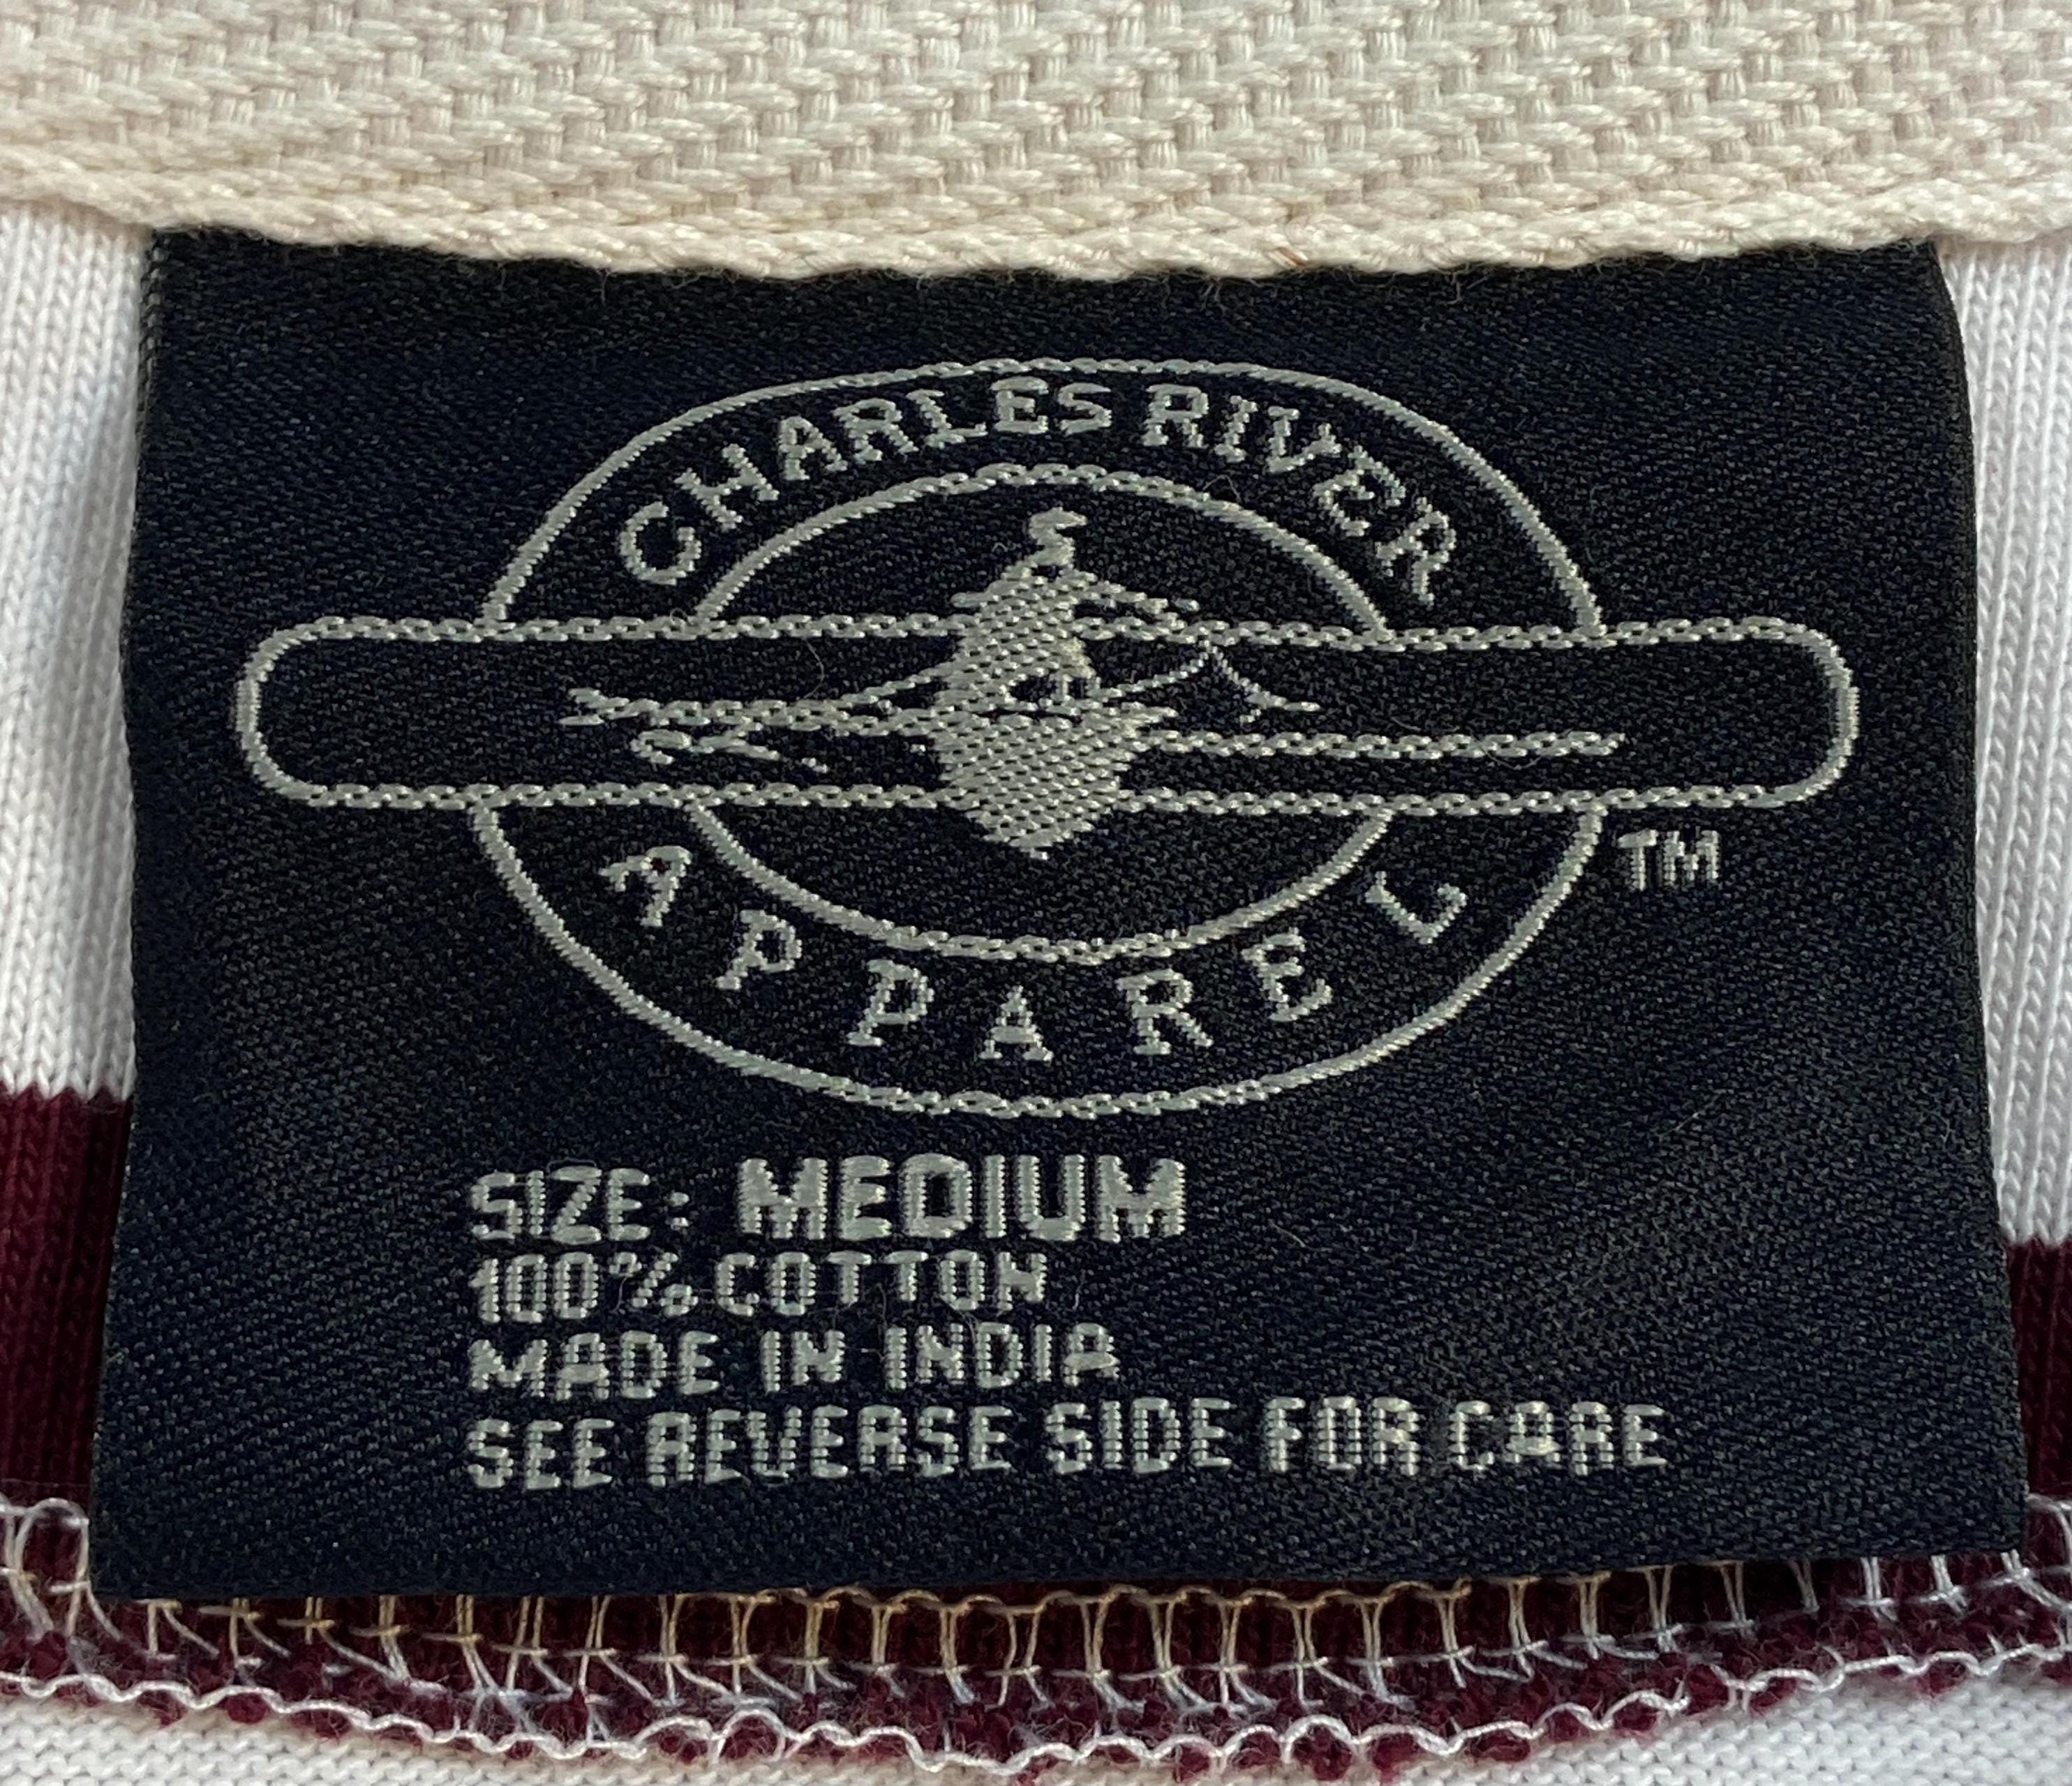 CHARLES RIVER
APPAREL
TM
SIZE: MEDIUM
100% COTTON
MADE IN INDIA
SEE REVERSE SIDE FOR CARE